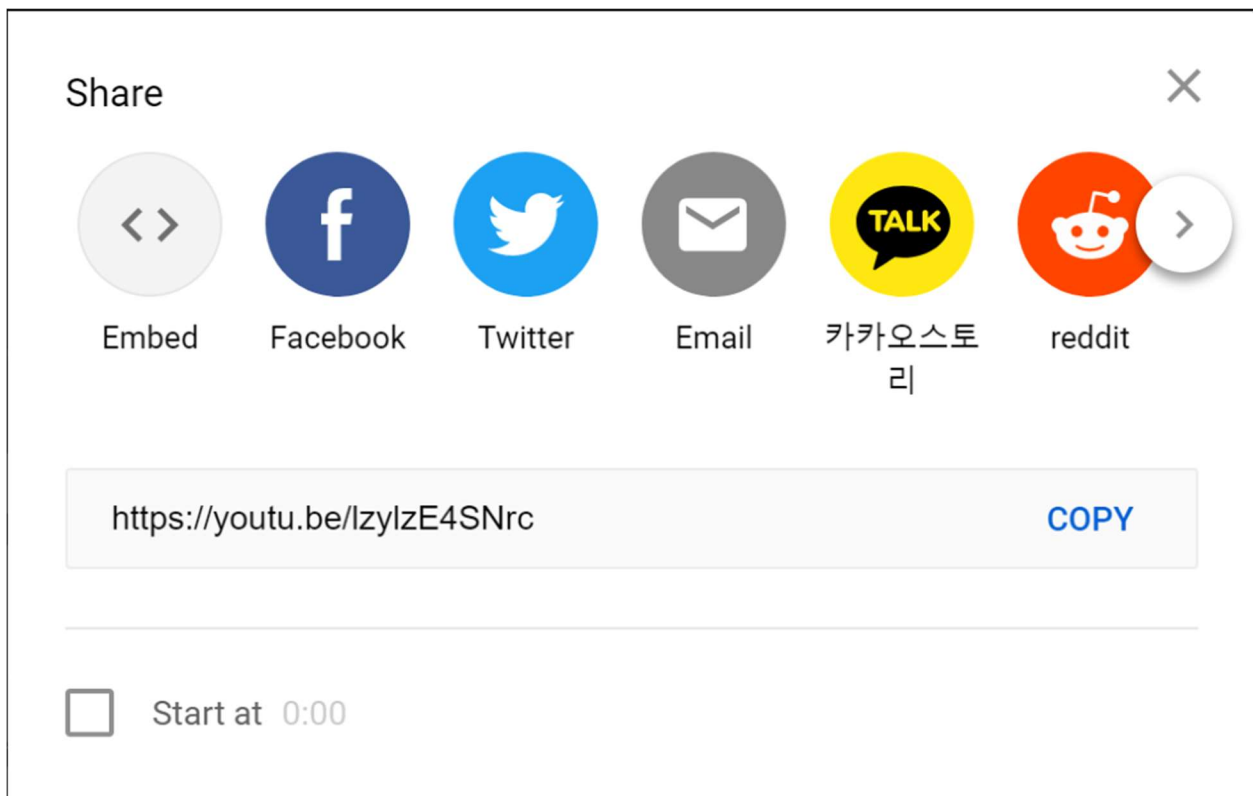 Share
TALK
Embed
Facebook
Twitter
Email
카카오스토
리
reddit
https://youtu.be/lzylzE4SNrc
COPY
Start at 0:00